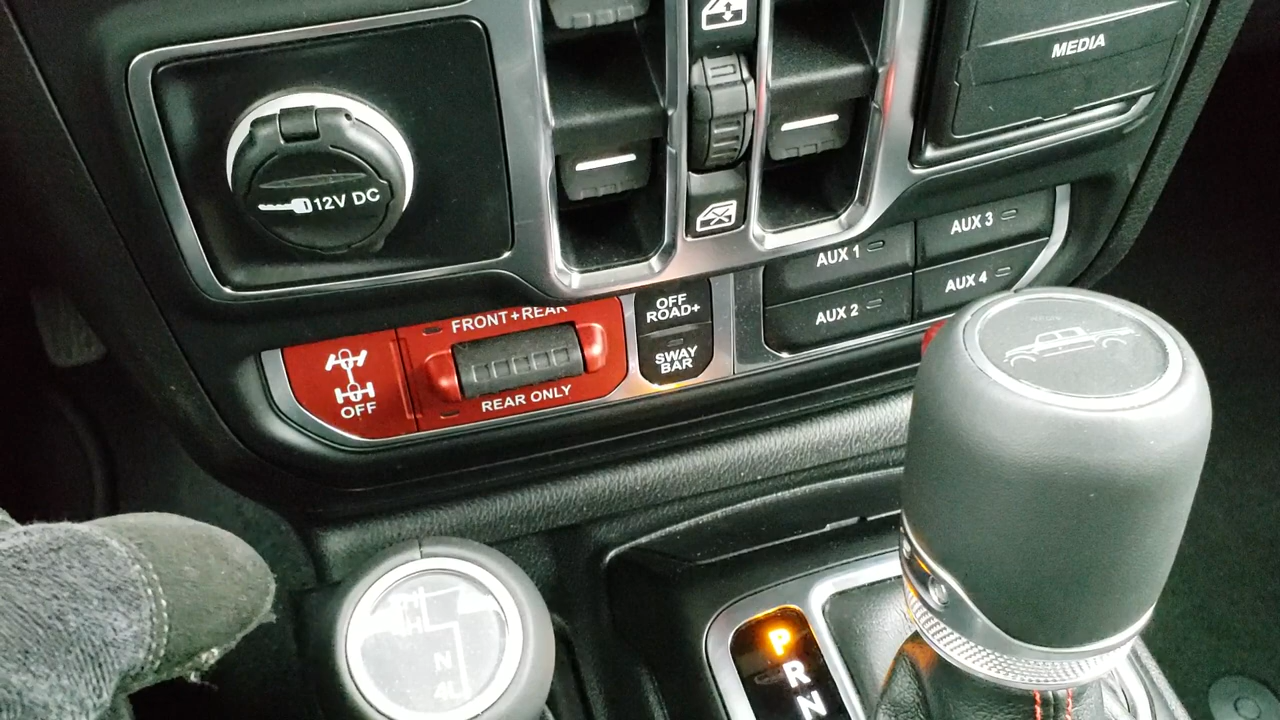 MEDIA
12V DC
AUX 1
AUX 3
AUX 2
AUX 4
OFF
ROAD+
SWAY
BAR
FRONT+REAR
OFF
REAR ONLY
N
4L
P
R
N